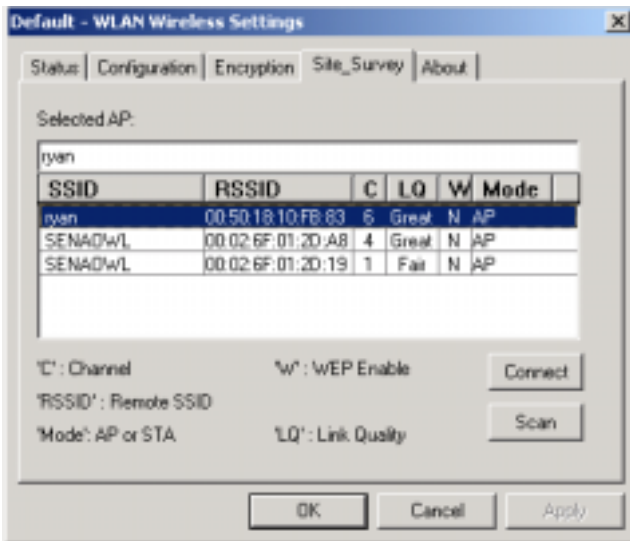 Default - WLAN Wireless Settings
Status Configuration Encryption Site_Survey About
Selected AP:
ryan
SSID RSSID C LQ W Mode
ryan 00:50:18:10:FB:83 6 Great N AP
SENAOWL 00:02:6F:01:2D:A8 4 Great N AP
SENAOWL 00:02:6F:01:2D:19 1 Fair N AP
'C' : Channel 'W' : WEP Enable
Connect
'RSSID' : Remote SSID
Scan
'Mode': AP or STA 'LQ' : Link Quality
OK Cancel Apply